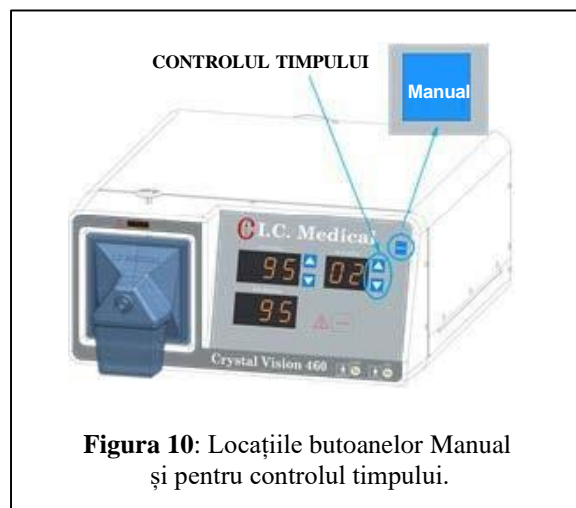 CONTROLUL TIMPULUI
Manual
I.C. Medical
95 02
95
Crystal Vision 460
Figura 10: Locațiile butoanelor Manual
și pentru controlul timpului.